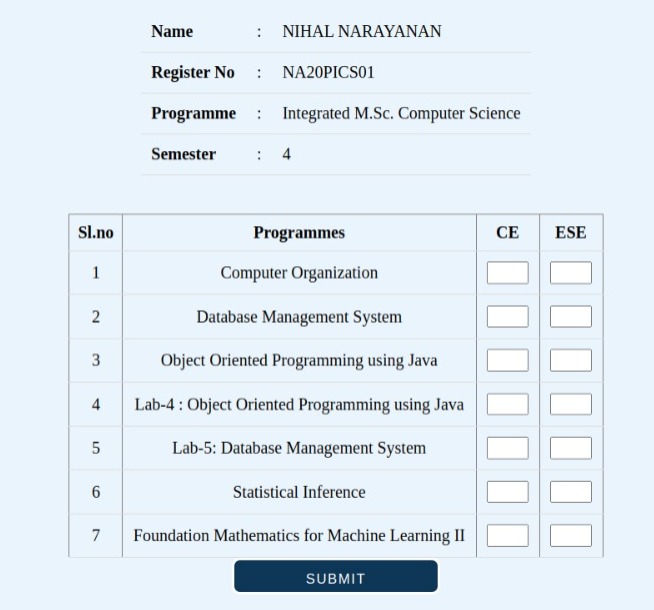 Name : NIHAL NARAYANAN
Register No : NA20PICS01
Programme : Integrated M.Sc. Computer Science
Semester : 4
Sl.no Programmes CE ESE
1 Computer Organization
2 Database Management System
3 Object Oriented Programming using Java
4 Lab-4 : Object Oriented Programming using Java
5 Lab-5: Database Management System
6 Statistical Inference
7 Foundation Mathematics for Machine Learning II
SUBMIT